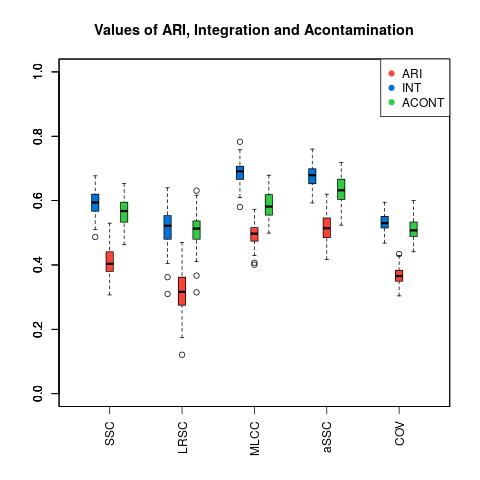 Values of ARI, Integration and Acontamination
ARI
INT
ACONT
1.0
0.8
0.6
0.4
0.2
0.0
SSC
LRSC
MLCC
aSSC
COV